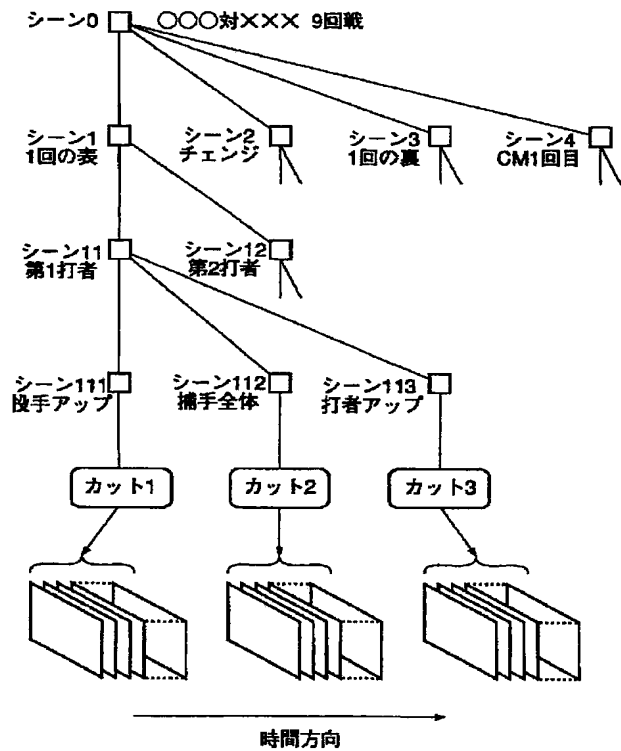 シーン0 ○○○対××× 9回戦
シーン1
1回の表
シーン2
チェンジ
シーン3
1回の裏
シーン4
CM1回目
シーン11
第1打者
シーン12
第2打者
シーン111
投手アップ
シーン112
捕手全体
シーン113
打者アップ
カット1
カット2
カット3
時間方向